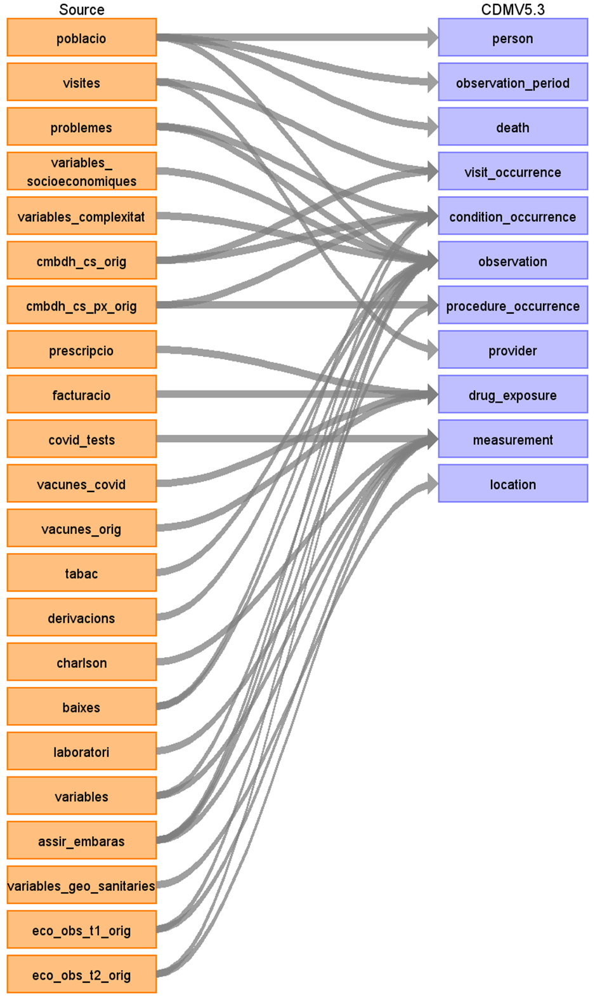 Source
CDMV5.3
poblacio
person
visites
observation_period
problemes
death
variables_
socioeconomiques
visit_occurrence
variables_complexitat
condition_occurrence
cmbdh_cs_orig
observation
cmbdh_cs_px_orig
procedure_occurrence
prescripcio
provider
facturacio
drug_exposure
covid_tests
measurement
vacunes_covid
location
vacunes_orig
tabac
derivacions
charlson
baixes
laboratori
variables
assir_embaras
variables_geo_sanitaries
eco_obs_t1_orig
eco_obs_t2_orig